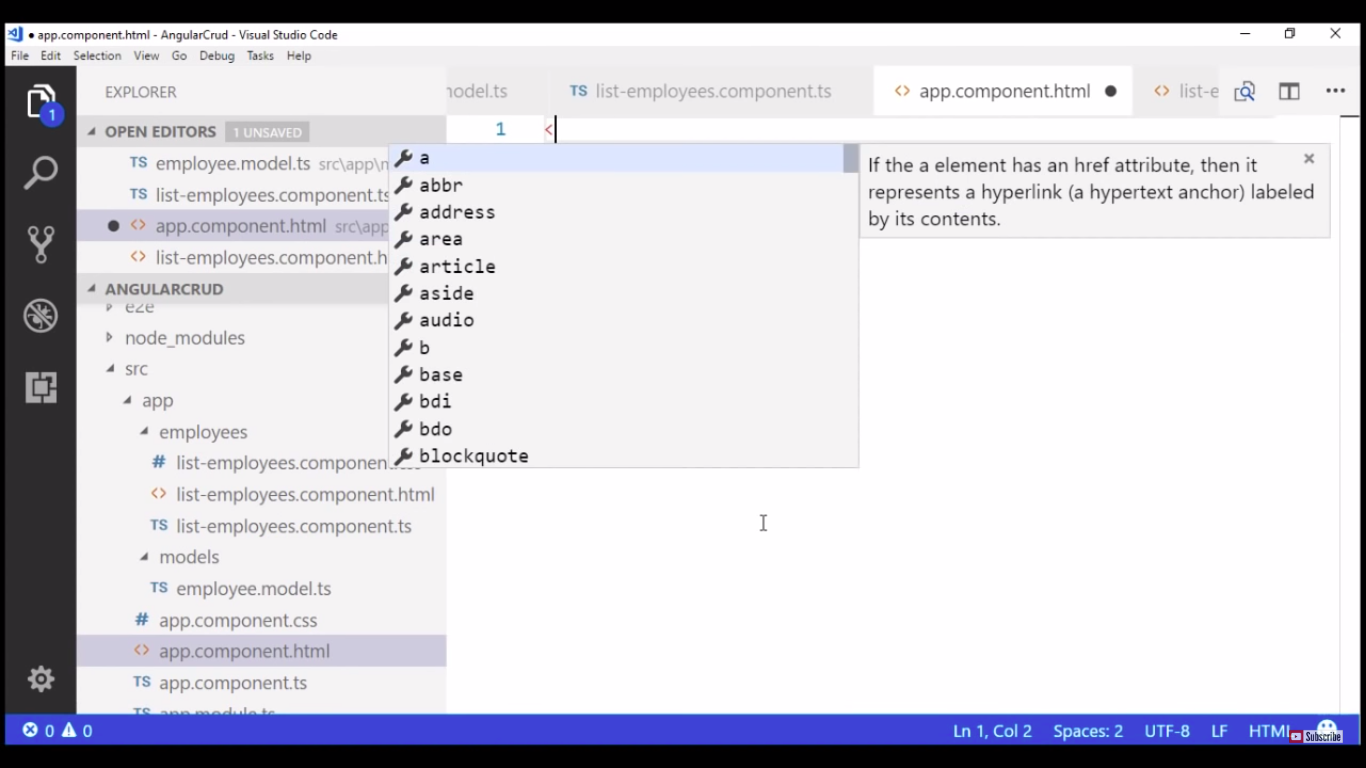 app.component.html - AngularCrud - Visual Studio Code
File Edit Selection View Go Debug Tasks Help
EXPLORER
nodel.ts
TS list-employees.component.ts
<> app.component.html
<> list-e
1
OPEN EDITORS 1 UNSAVED
TS employee.model.ts src\app\m
TS list-employees.component.ts
<> app.component.html src\app
<> list-employees.component.h
ANGULARCRUD
e2e
node_modules
src
app
employees
# list-employees.component.css
<> list-employees.component.html
TS list-employees.component.ts
models
TS employee.model.ts
# app.component.css
<> app.component.html
TS app.component.ts
TS app.module.ts
1 <
a
abbr
address
area
article
aside
audio
b
base
bdi
bdo
blockquote
If the a element has an href attribute, then it
represents a hyperlink (a hypertext anchor) labeled
by its contents.
0 0
Ln 1, Col 2 Spaces: 2 UTF-8 LF HTML
Subscribe